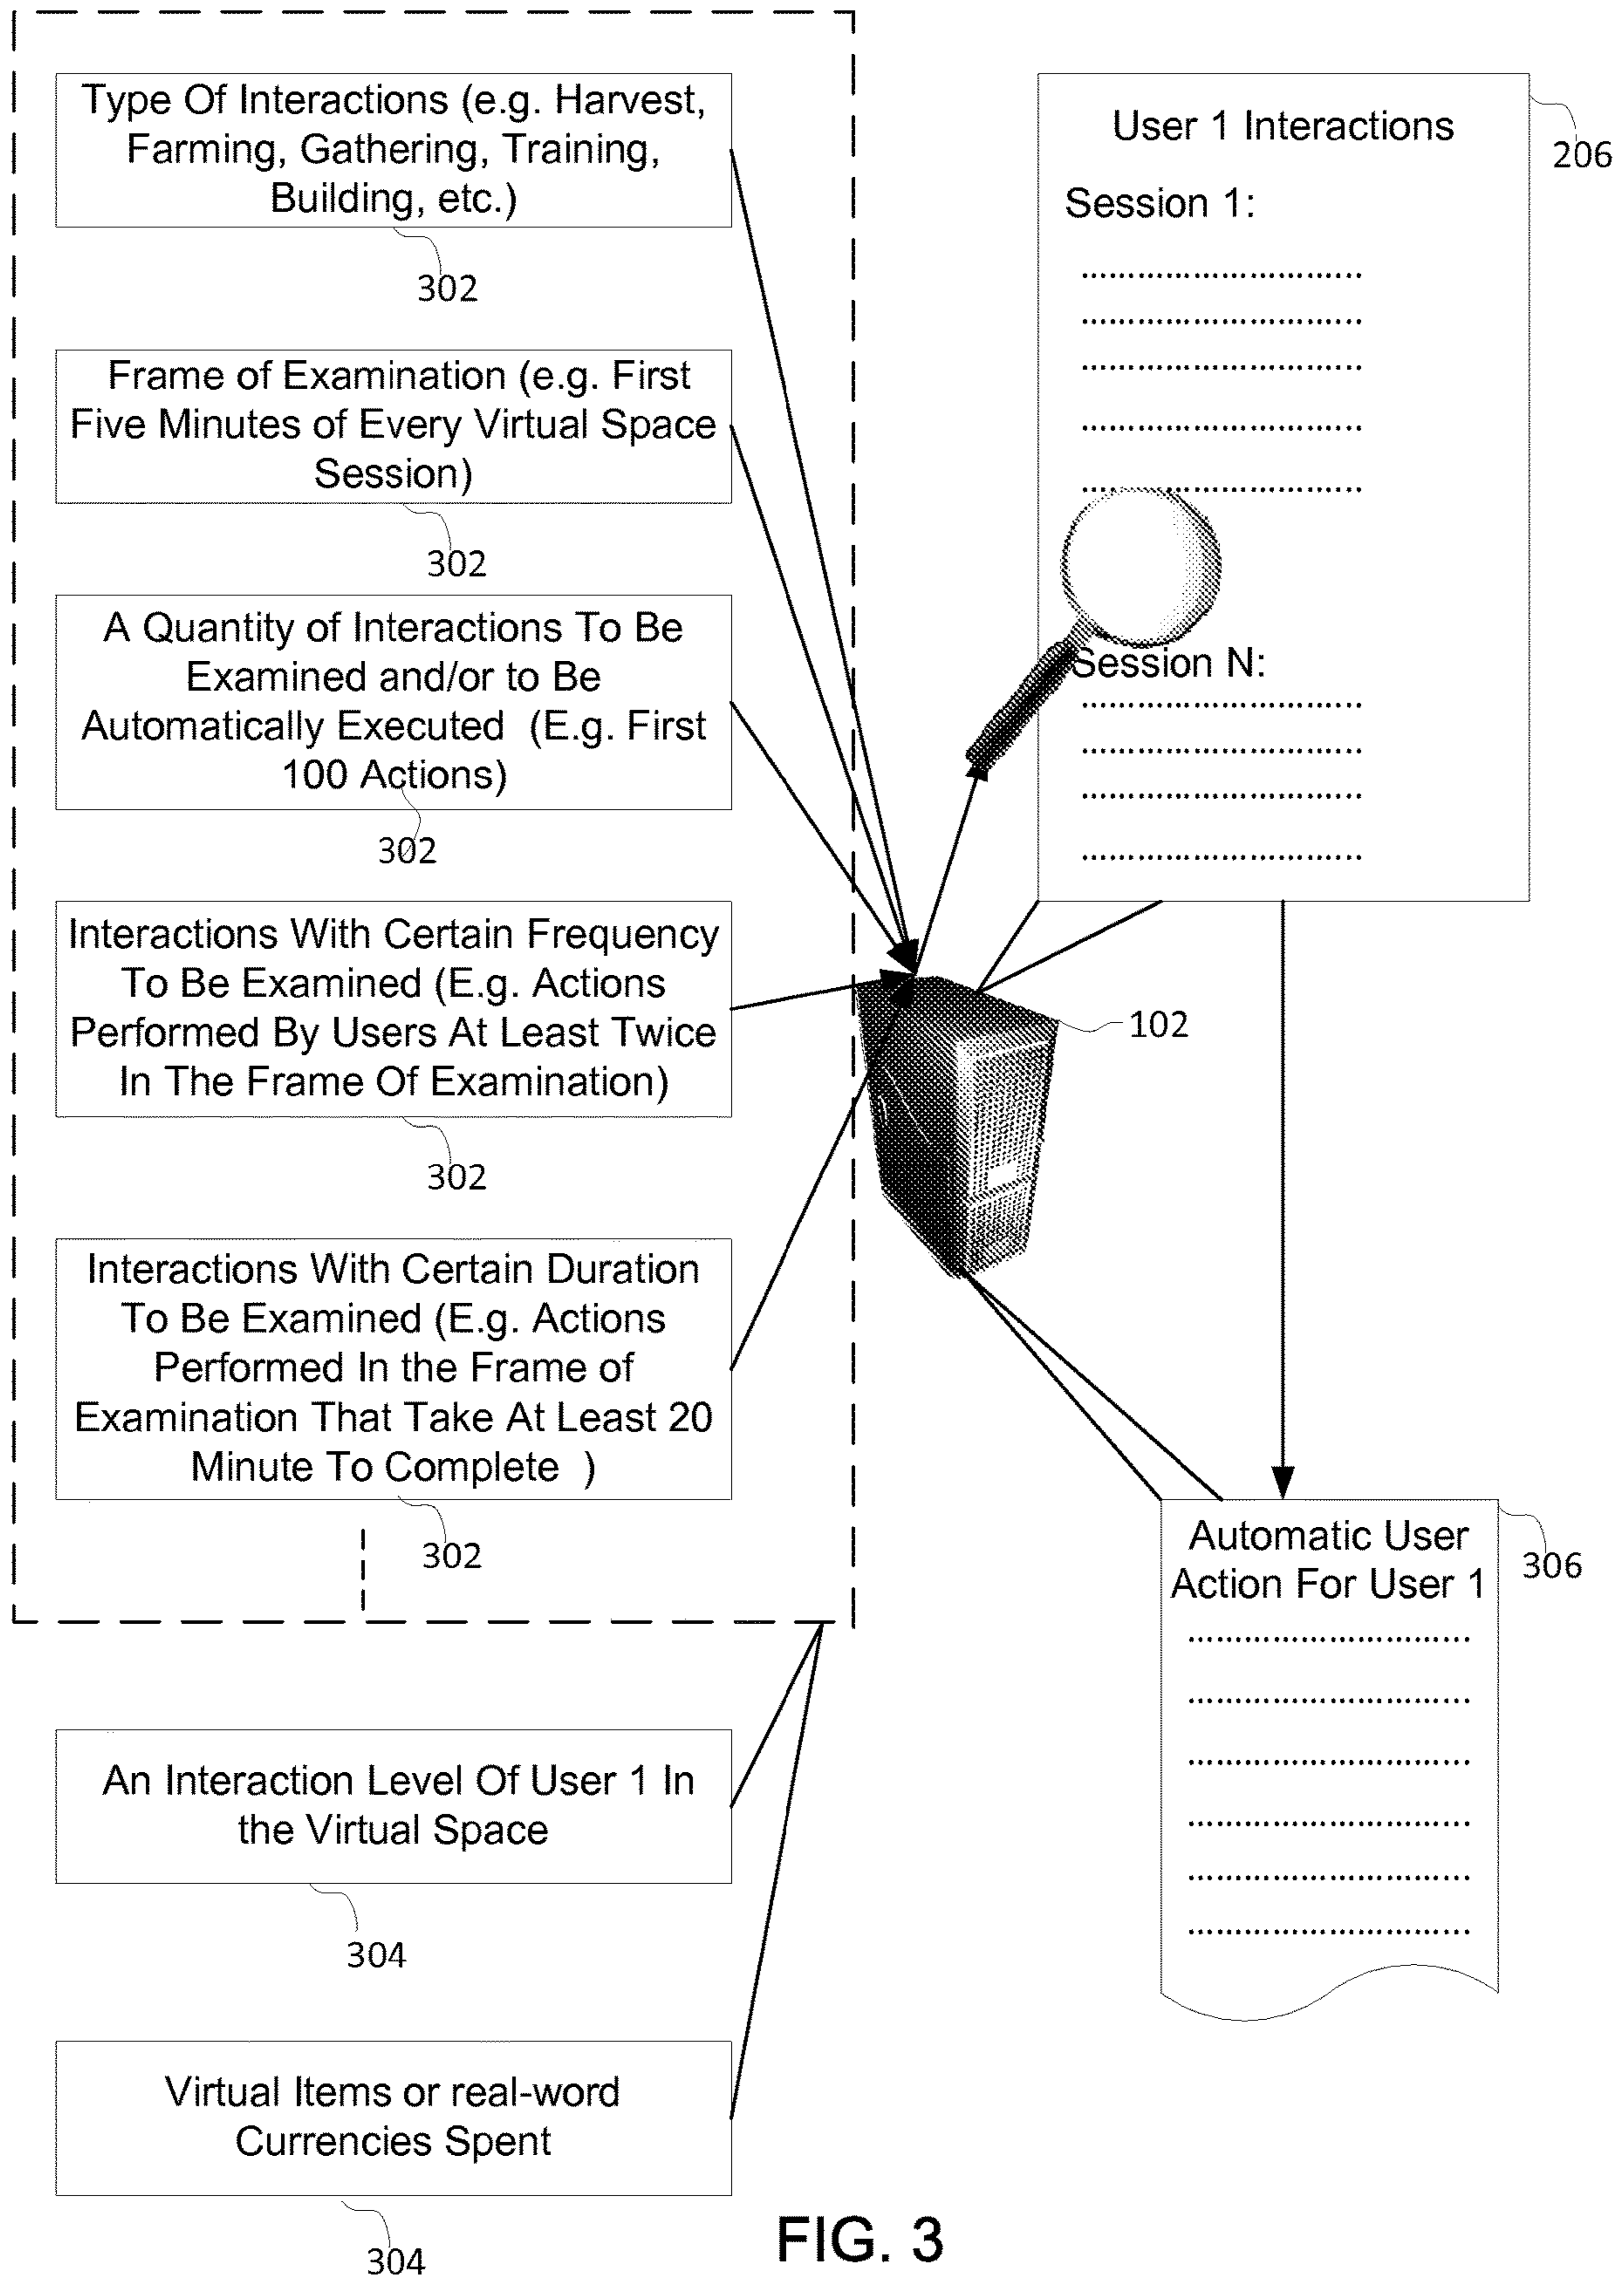 Type Of Interactions (e.g. Harvest,
Farming, Gathering, Training,
Building, etc.)
302
Frame of Examination (e.g. First
Five Minutes of Every Virtual Space
Session)
302
A Quantity of Interactions To Be
Examined and/or to Be
Automatically Executed (E.g. First
100 Actions)
302
Interactions With Certain Frequency
To Be Examined (E.g. Actions
Performed By Users At Least Twice
In The Frame Of Examination)
302
Interactions With Certain Duration
To Be Examined (E.g. Actions
Performed In the Frame of
Examination That Take At Least 20
Minute To Complete )
302
An Interaction Level Of User 1 In
the Virtual Space
304
Virtual Items or real-word
Currencies Spent
304
User 1 Interactions
206
Session 1:
Session N:
102
Automatic User
Action For User 1
306
FIG. 3